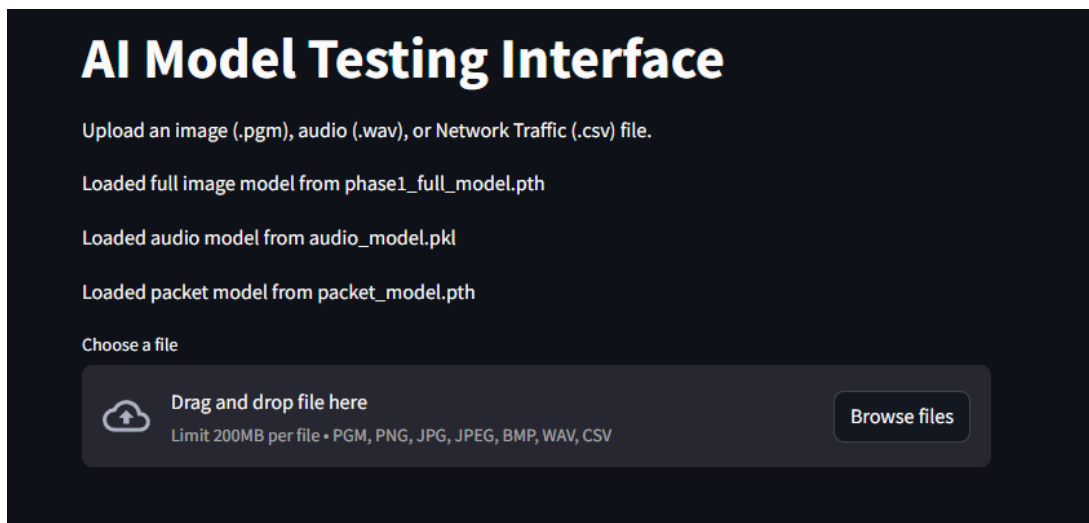 AI Model Testing Interface
Upload an image (.pgm), audio (.wav), or Network Traffic (.csv) file.
Loaded full image model from phase1_full_model.pth
Loaded audio model from audio_model.pkl
Loaded packet model from packet_model.pth
Choose a file
Drag and drop file here
Limit 200MB per file • PGM, PNG, JPG, JPEG, BMP, WAV, CSV
Browse files